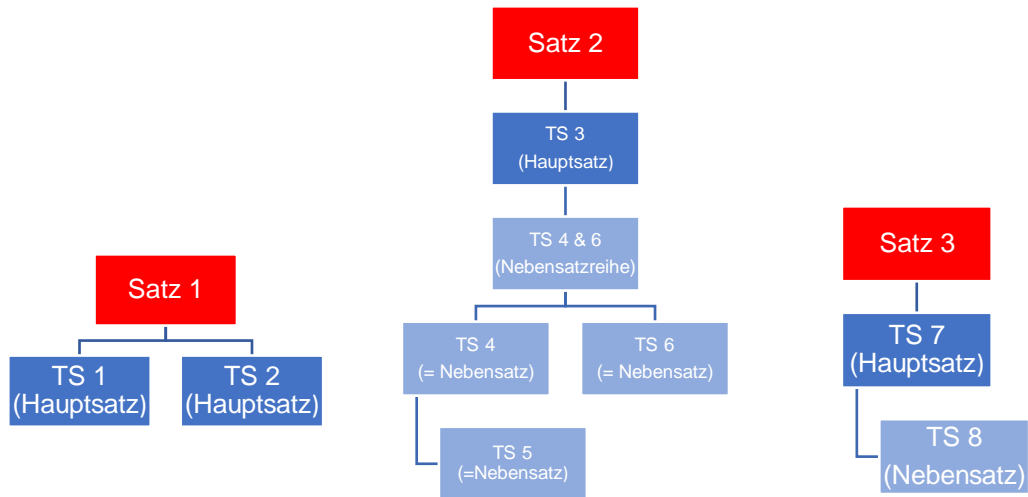 Satz 1
TS 1
(Hauptsatz)
TS 2
(Hauptsatz)
Satz 2
TS 3
(Hauptsatz)
TS 4 & 6
(Nebensatzreihe)
TS 4
(= Nebensatz)
TS 6
(= Nebensatz)
TS 5
(=Nebensatz)
Satz 3
TS 7
(Hauptsatz)
TS 8
(Nebensatz)